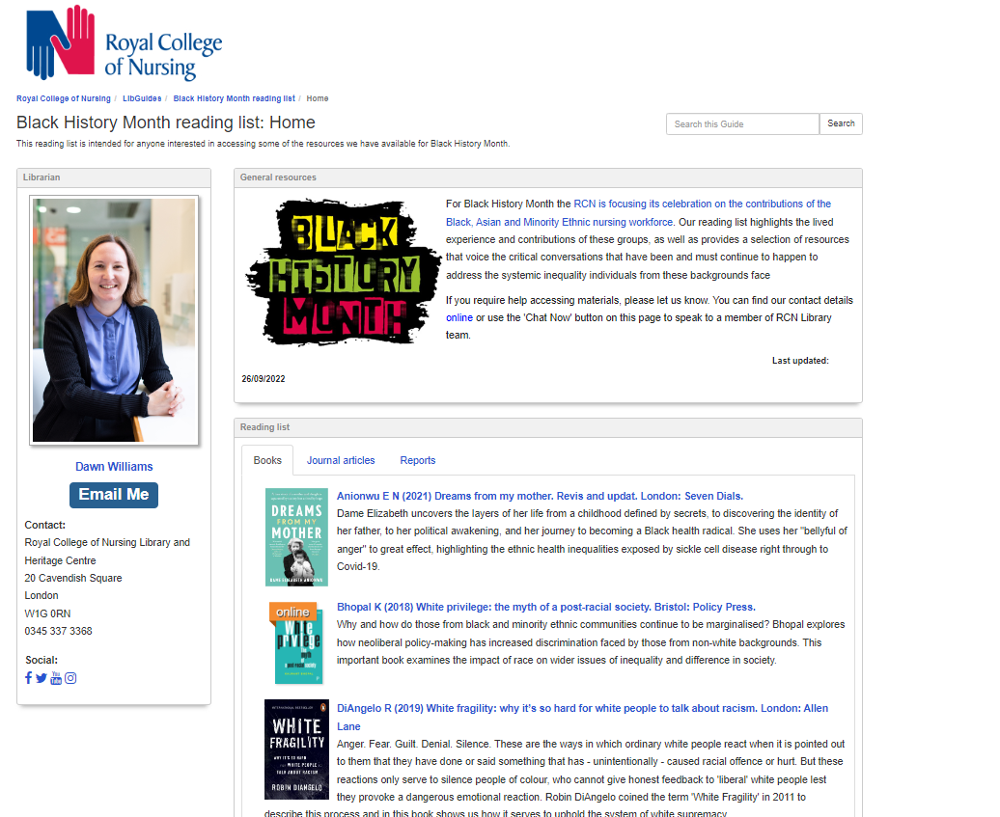 Royal College
of Nursing
Royal College of Nursing / LibGuides / Black History Month reading list / Home
Black History Month reading list: Home
Search this Guide
Search
This reading list is intended for anyone interested in accessing some of the resources we have available for Black History Month.
Librarian
Dawn Williams
Email Me
Contact:
Royal College of Nursing Library and
Heritage Centre
20 Cavendish Square
London
W1G 0RN
0345 337 3368
Social:
You
Tube
General resources
BLACK
HISTORY
MONTH
For Black History Month the RCN is focusing its celebration on the contributions of the
Black, Asian and Minority Ethnic nursing workforce. Our reading list highlights the lived
experience and contributions of these groups, as well as provides a selection of resources
that voice the critical conversations that have been and must continue to happen to
address the systemic inequality individuals from these backgrounds face
If you require help accessing materials, please let us know. You can find our contact details
online or use the 'Chat Now' button on this page to speak to a member of RCN Library
team.
Last updated:
26/09/2022
Reading list
Books
Journal articles
Reports
DREAMS
FROM MY
MOTHER
DAME ELIZABETH ANIONWU
Anionwu E N (2021) Dreams from my mother. Revis and updat. London: Seven Dials.
Dame Elizabeth uncovers the layers of her life from a childhood defined by secrets, to discovering the identity of
her father, to her political awakening, and her journey to becoming a Black health radical. She uses her "bellyful of
anger" to great effect, highlighting the ethnic health inequalities exposed by sickle cell disease right through to
Covid-19.
online
White
privilege
Bhopal K (2018) White privilege: the myth of a post-racial society. Bristol: Policy Press.
Why and how do those from black and minority ethnic communities continue to be marginalised? Bhopal explores
how neoliberal policy-making has increased discrimination faced by those from non-white backgrounds. This
important book examines the impact of race on wider issues of inequality and difference in society.
INTERNATIONAL BESTSELLER
WHITE
FRAGILITY
WHY IT'S SO HARD
FOR WHITE PEOPLE TO
TALK ABOUT RACISM
ROBIN DIANGELO
DiAngelo R (2019) White fragility: why it's so hard for white people to talk about racism. London: Allen
Lane
Anger. Fear. Guilt. Denial. Silence. These are the ways in which ordinary white people react when it is pointed out
to them that they have done or said something that has - unintentionally - caused racial offence or hurt. But these
reactions only serve to silence people of colour, who cannot give honest feedback to 'liberal' white people lest
they provoke a dangerous emotional reaction. Robin DiAngelo coined the term 'White Fragility' in 2011 to
describe this process and in this book shows us how it serves to uphold the system of white supremacy